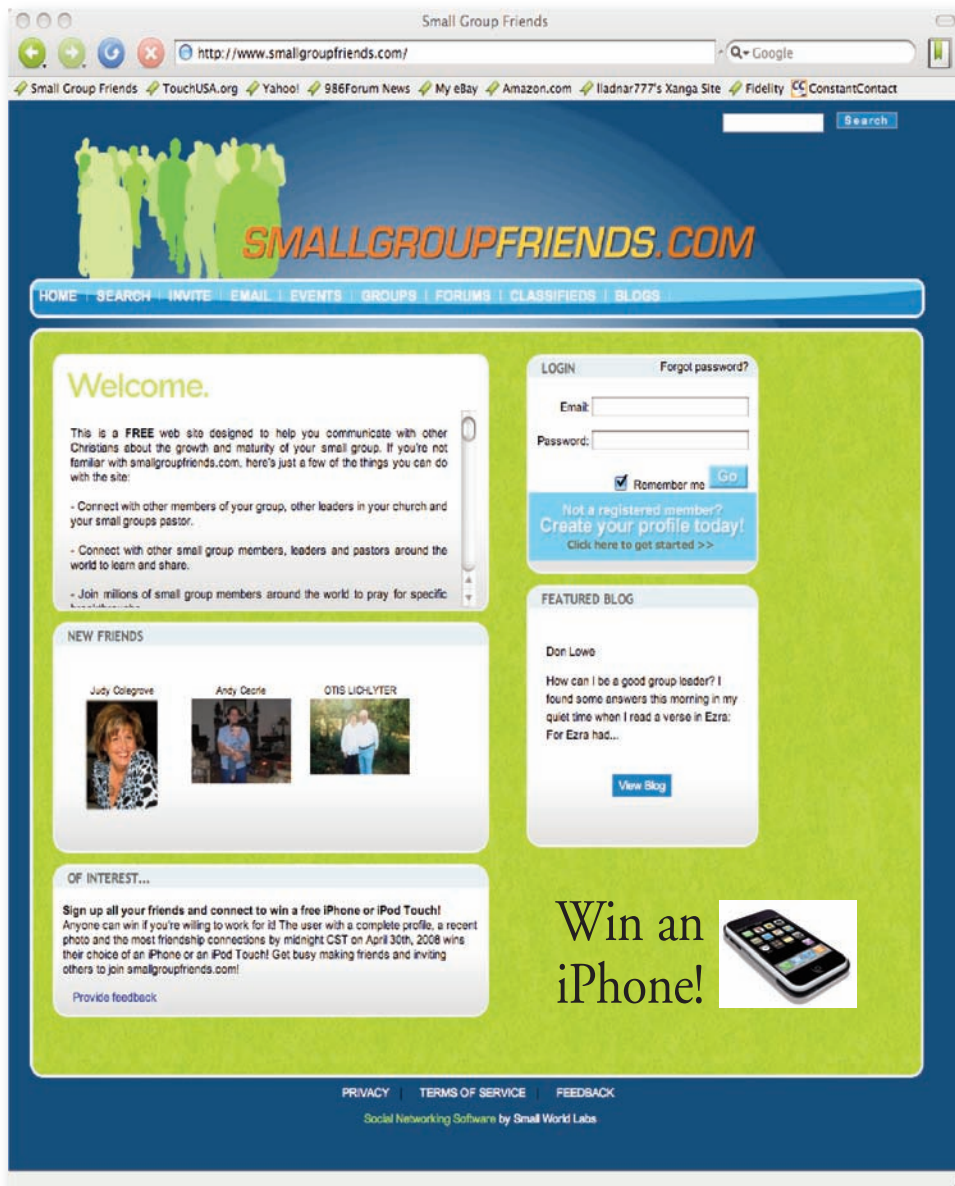 Small Group Friends
http://www.smallgroupfriends.com/
Google
Small Group Friends TouchUSA.org Yahoo! 986Forum News My eBay Amazon.com lladnar777's Xanga Site Fidelity CC ConstantContact
Search
SMALLGROUPFRIENDS.COM
HOME | SEARCH | INVITE | EMAIL | EVENTS | GROUPS | FORUMS | CLASSIFIEDS | BLOGS
Welcome.
This is a FREE web site designed to help you communicate with other
Christians about the growth and maturity of your small group. If you're not
familiar with smallgroupfriends.com, here's just a few of the things you can do
with the site:
- Connect with other members of your group, other leaders in your church and
your small groups pastor.
- Connect with other small group members, leaders and pastors around the
world to learn and share.
- Join millions of small group members around the world to pray for specific
LOGIN Forgot password?
Email:
Password:
Remember me Go
Not a registered member?
Create your profile today!
Click here to get started >>
NEW FRIENDS
Judy Colegrove Andy Cecrle OTIS LICHLYTER
FEATURED BLOG
Don Lowe
How can I be a good group leader? I
found some answers this morning in my
quiet time when I read a verse in Ezra:
For Ezra had...
View Blog
OF INTEREST...
Sign up all your friends and connect to win a free iPhone or iPod Touch!
Anyone can win if you're willing to work for it! The user with a complete profile, a recent
photo and the most friendship connections by midnight CST on April 30th, 2008 wins
their choice of an iPhone or an iPod Touch! Get busy making friends and inviting
others to join smallgroupfriends.com!
Provide feedback
Win an
iPhone!
PRIVACY | TERMS OF SERVICE | FEEDBACK
Social Networking Software by Small World Labs